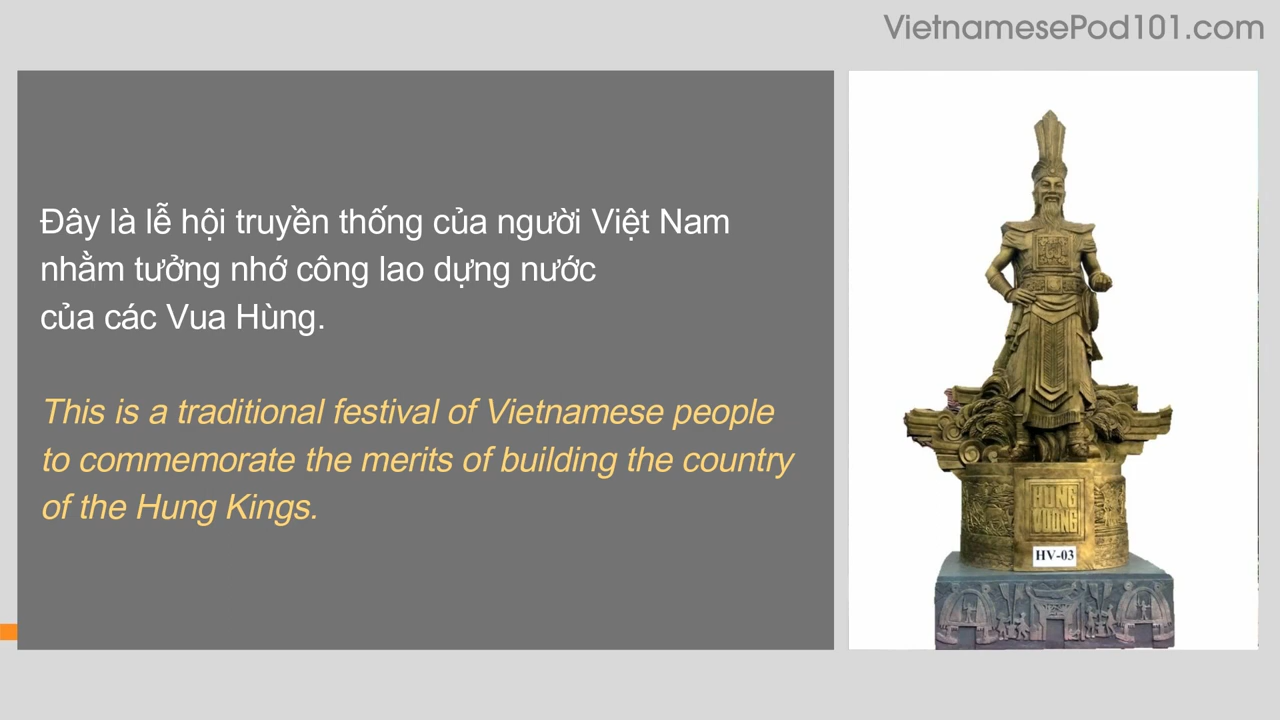 VietnamesePod101.com
Đây là lễ hội truyền thống của người Việt Nam
nhằm tưởng nhớ công lao dựng nước
của các Vua Hùng.
This is a traditional festival of Vietnamese people
to commemorate the merits of building the country
of the Hung Kings.
HUNG
VUONG
HV-03